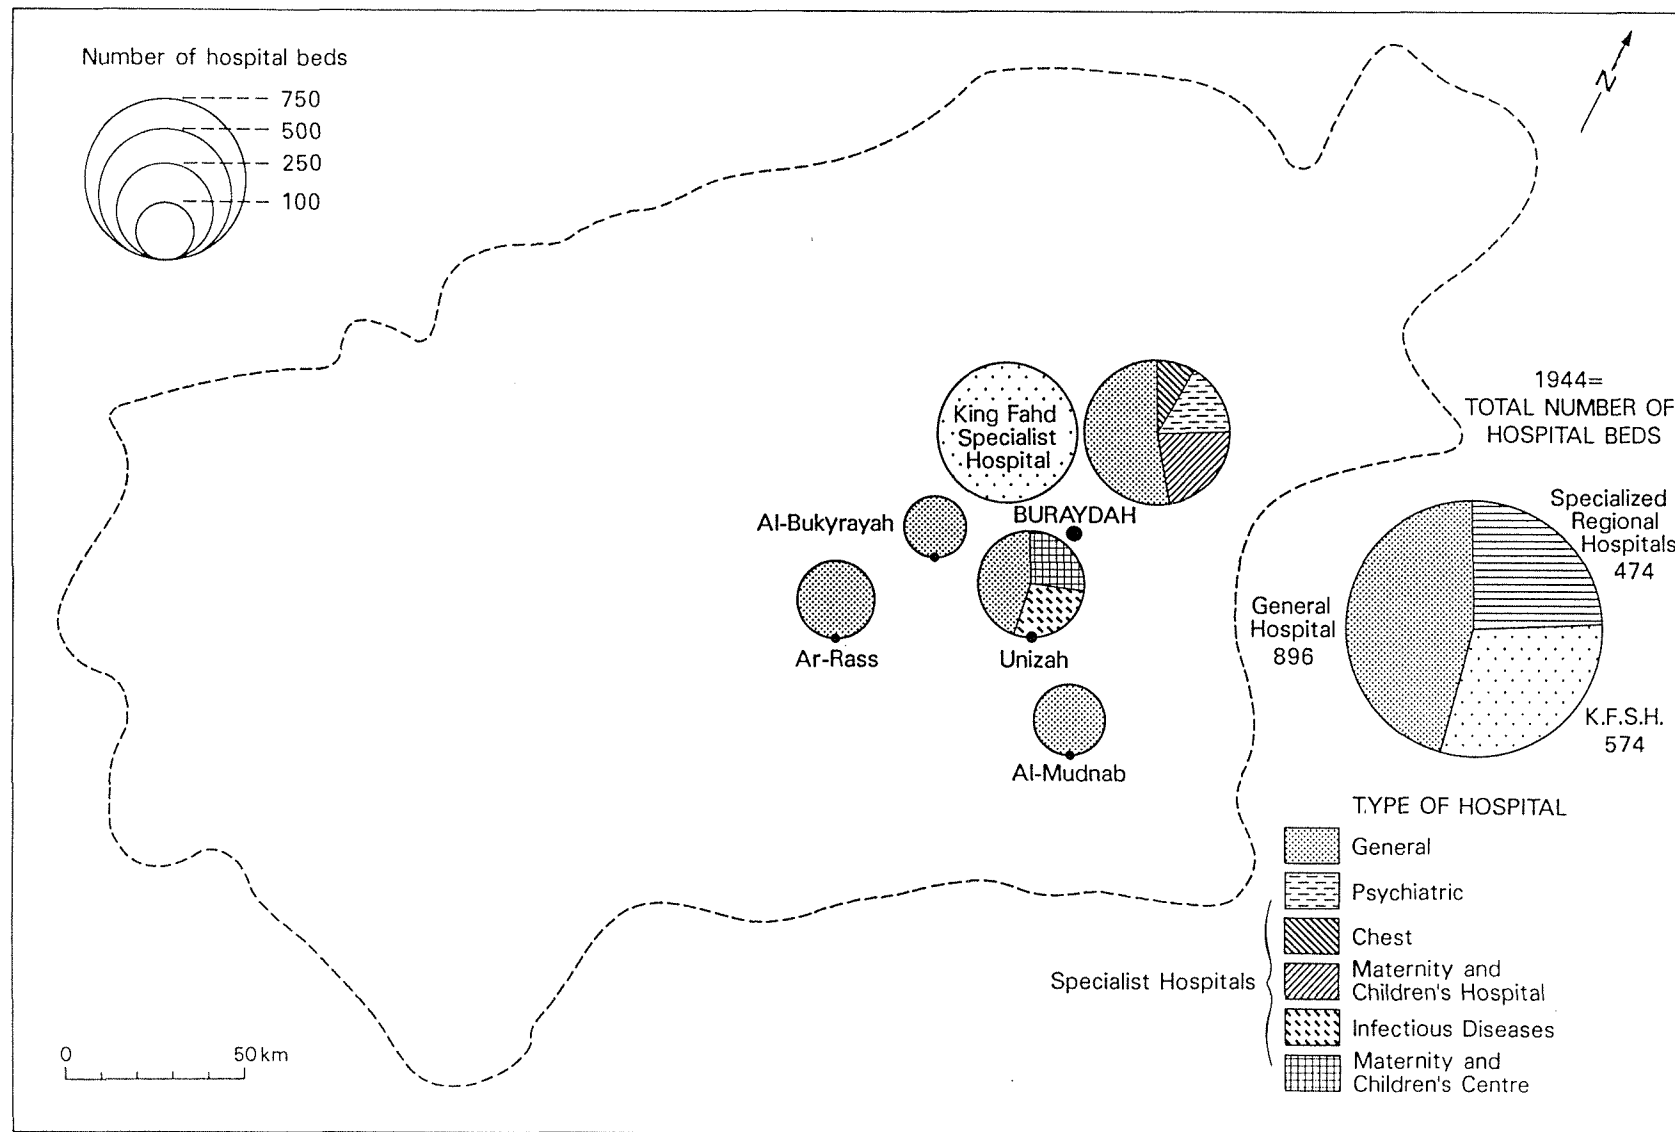 Number of hospital beds
750
500
250
100
N
King Fahd
Specialist
Hospital
1944=
TOTAL NUMBER OF
HOSPITAL BEDS
Al-Bukyrayah
BURAYDAH
Ar-Rass
Unizah
Al-Mudnab
Specialized
Regional
Hospitals
474
General
Hospital
896
K.F.S.H.
574
TYPE OF HOSPITAL
General
Psychiatric
Chest
Maternity and
Children's Hospital
Infectious Diseases
Maternity and
Children's Centre
Specialist Hospitals
0 50 km